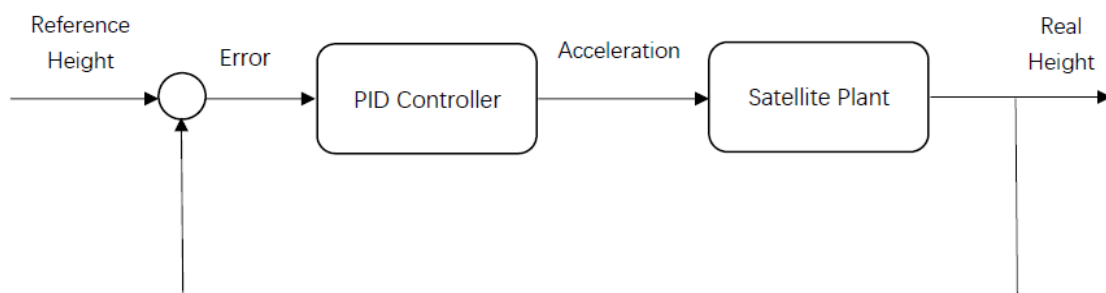 Reference
Height
Error
PID Controller
Acceleration
Satellite Plant
Real
Height